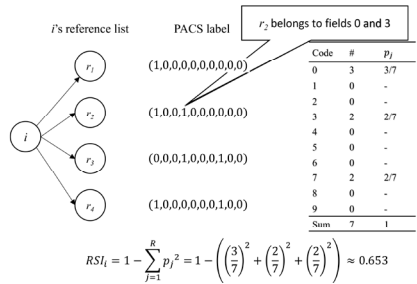 i's reference list
PACS label
r₂ belongs to fields 0 and 3
i
r₁
r₂
r₃
r₄
(1,0,0,0,0,0,0,0,0,0)
(1,0,0,1,0,0,0,0,0,0)
(0,0,0,1,0,0,0,1,0,0)
(1,0,0,0,0,0,0,1,0,0)
Code # pⱼ
0 3 3/7
1 0 -
2 0 -
3 2 2/7
4 0 -
5 0 -
6 0 -
7 2 2/7
8 0 -
9 0 -
Sum 7 1
RSIᵢ = 1 − ∑ⱼ₌₁ᴿ pⱼ² = 1 − ((3/7)² + (2/7)² + (2/7)²) ≈ 0.653